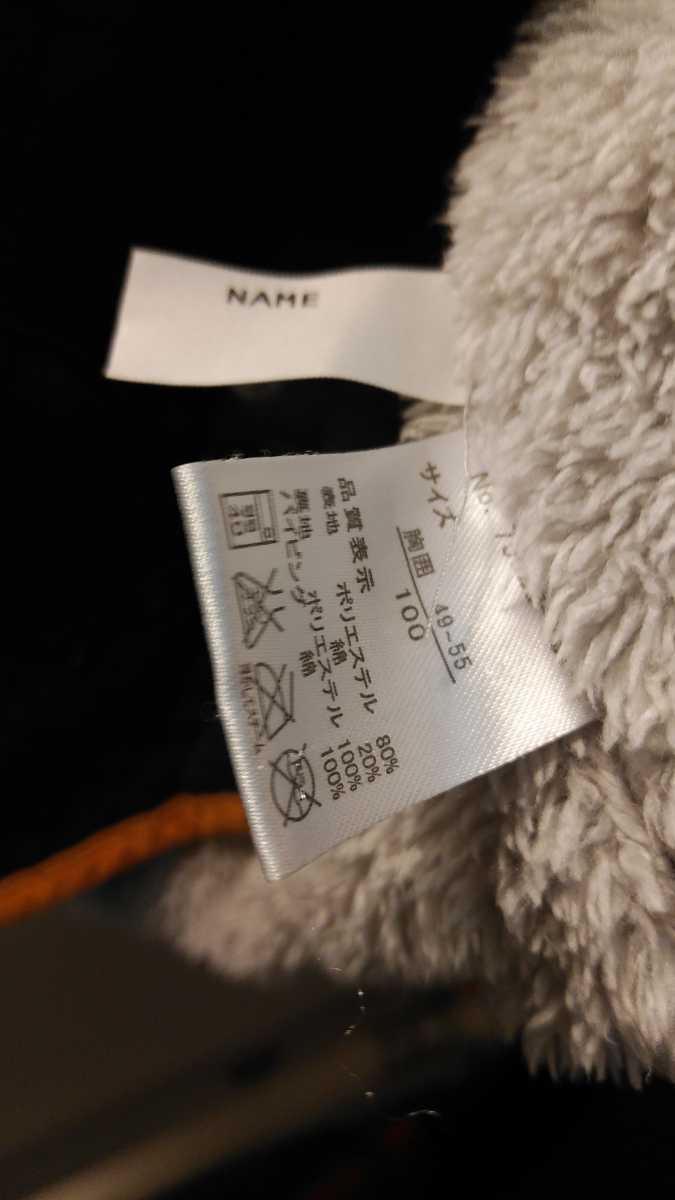 NAME
No.
サイズ
胸囲 49-55
100
品質表示
表地 ポリエステル 80%
綿 20%
裏地 ポリエステル 100%
パイピング 綿 100%